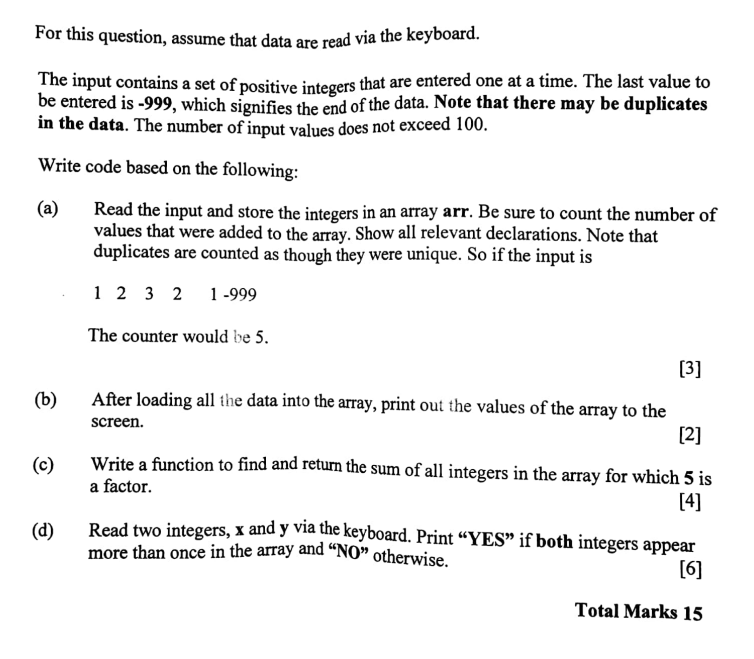 For this question, assume that data are read via the keyboard.
The input contains a set of positive integers that are entered one at a time. The last value to
be entered is -999, which signifies the end of the data. Note that there may be duplicates
in the data. The number of input values does not exceed 100.
Write code based on the following:
(a) Read the input and store the integers in an array arr. Be sure to count the number of
values that were added to the array. Show all relevant declarations. Note that
duplicates are counted as though they were unique. So if the input is
1 2 3 2 1 -999
The counter would be 5.
[3]
(b) After loading all the data into the array, print out the values of the array to the
screen.
[2]
(c) Write a function to find and return the sum of all integers in the array for which 5 is
a factor.
[4]
(d) Read two integers, x and y via the keyboard. Print “YES” if both integers appear
more than once in the array and “NO” otherwise.
[6]
Total Marks 15